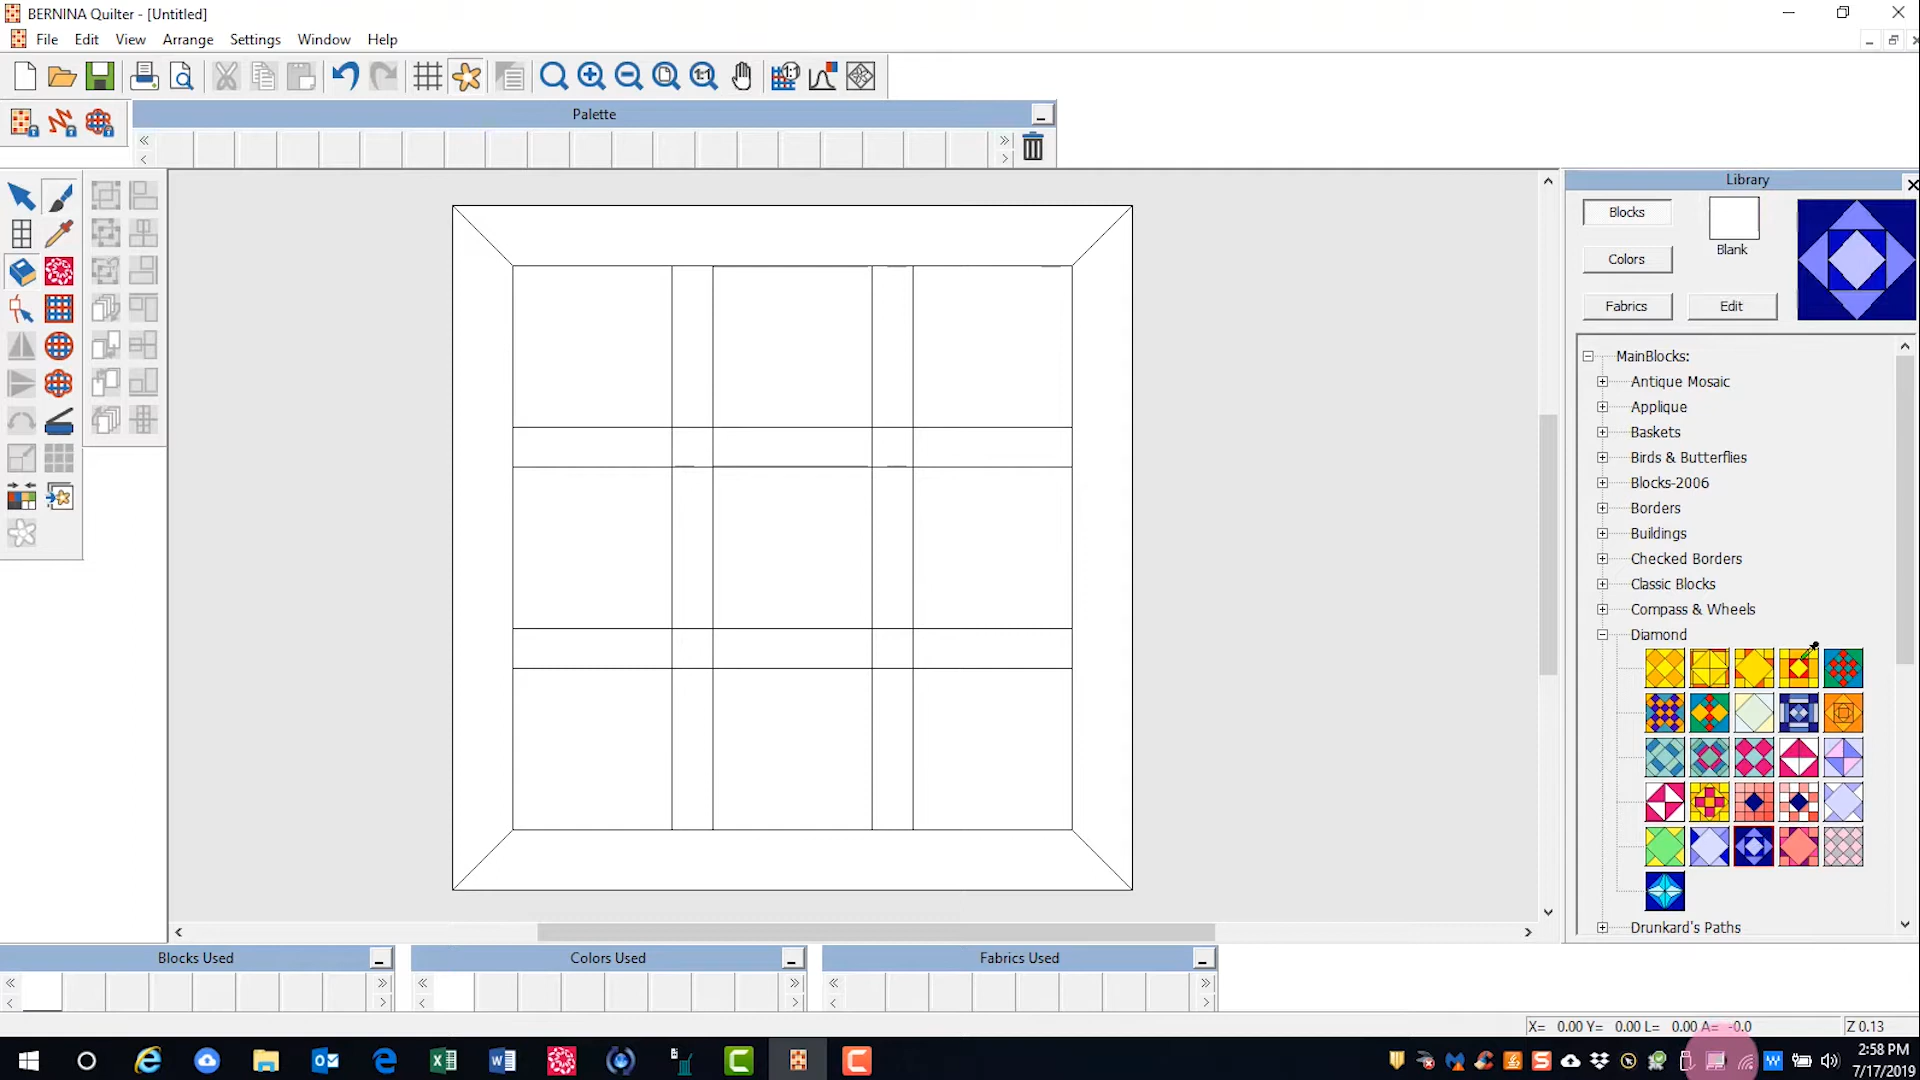 BERNINA Quilter - [Untitled]
File Edit View Arrange Settings Window Help
Palette
Library
Blocks
Blank
Colors
Fabrics
Edit
MainBlocks:
Antique Mosaic
Applique
Baskets
Birds & Butterflies
Blocks-2006
Borders
Buildings
Checked Borders
Classic Blocks
Compass & Wheels
Diamond
Drunkard's Paths
Blocks Used
Colors Used
Fabrics Used
X= 0.00 Y= 0.00 L= 0.00 A= -0.0
Z 0.13
2:58 PM
7/17/2019